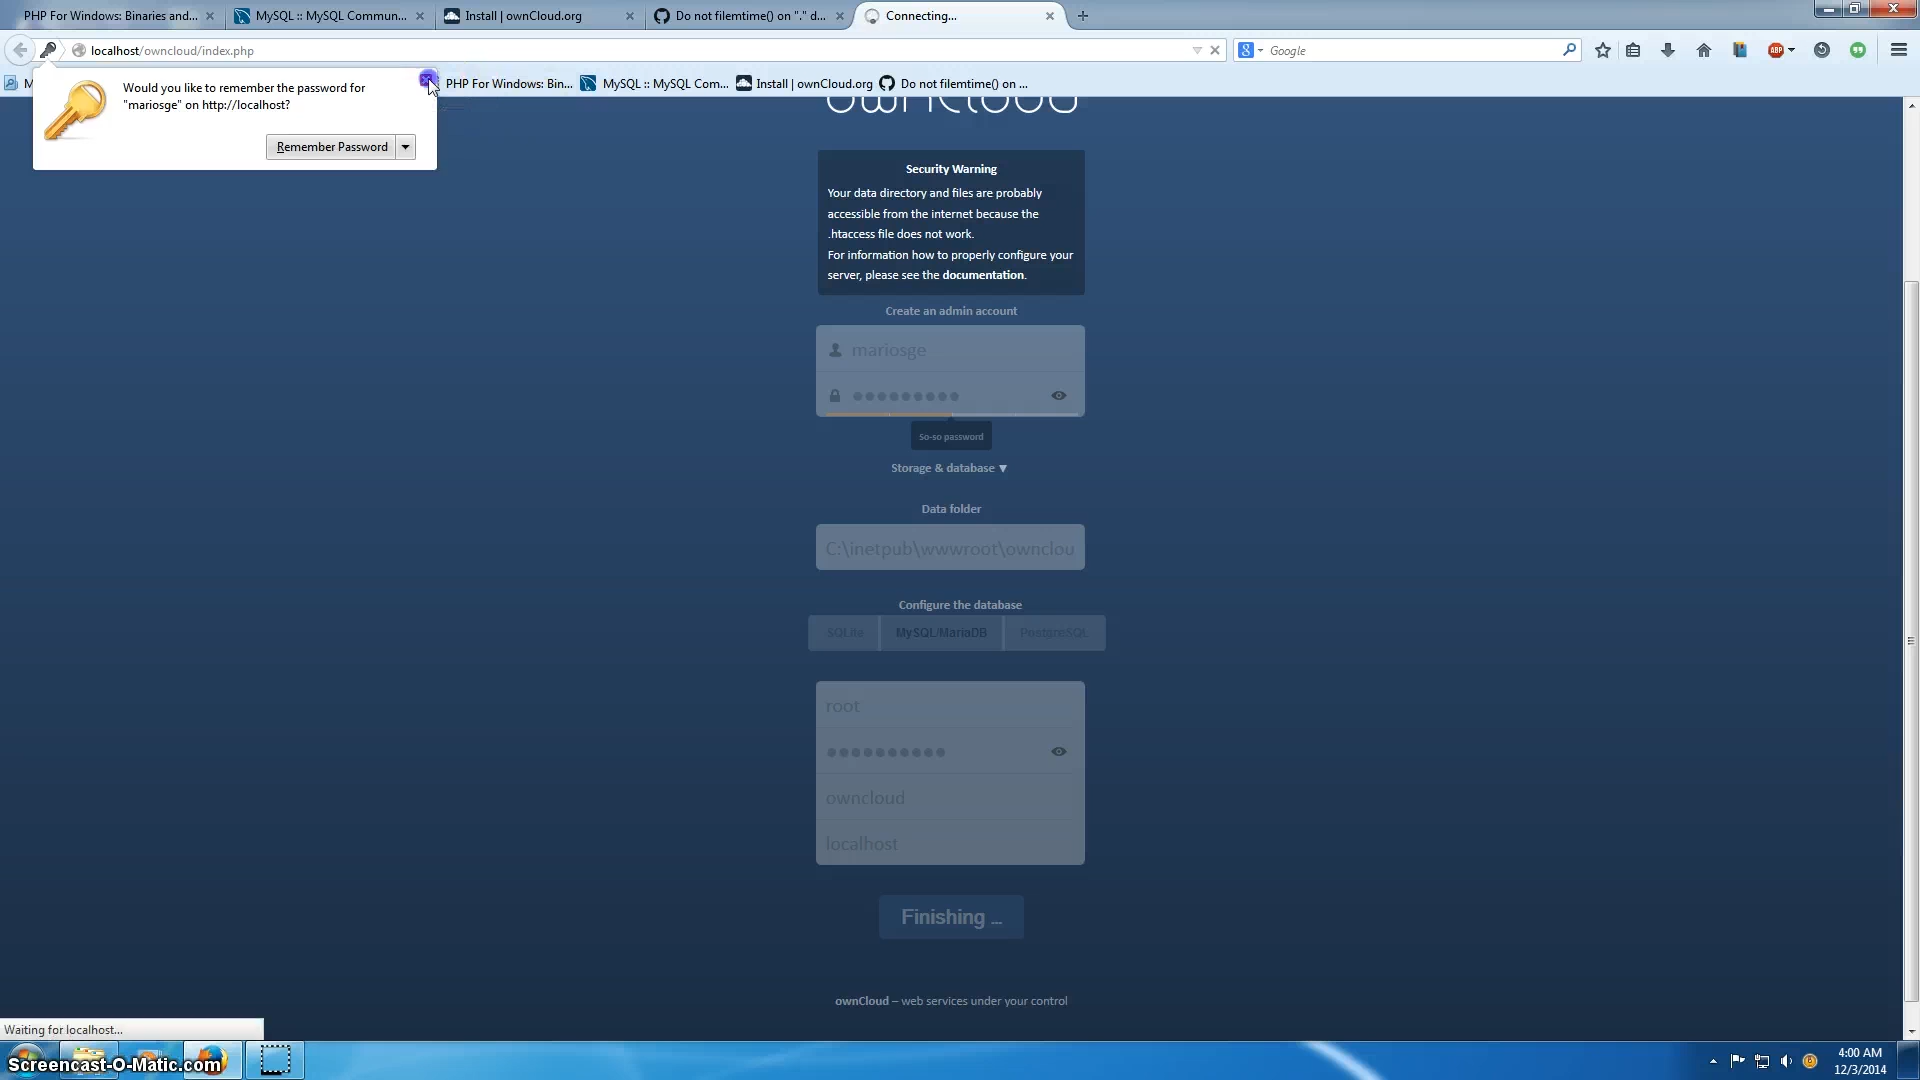 PHP For Windows: Binaries and...
MySQL :: MySQL Commun...
Install | ownCloud.org
Do not filemtime() on "." d...
Connecting...
localhost/owncloud/index.php
Google
ABP
M
PHP For Windows: Bin...
MySQL :: MySQL Com...
Install | ownCloud.org
Do not filemtime() on ...
Would you like to remember the password for
"mariosge" on http://localhost?
Remember Password
ownCloud
Security Warning
Your data directory and files are probably
accessible from the internet because the
.htaccess file does not work.
For information how to properly configure your
server, please see the documentation.
Create an admin account
mariosge
So-so password
Storage & database ▼
Data folder
C:\inetpub\wwwroot\ownclou
Configure the database
SQLite
MySQL/MariaDB
PostgreSQL
root
owncloud
localhost
Finishing ...
ownCloud – web services under your control
Waiting for localhost...
Screencast-O-Matic.com
4:00 AM
12/3/2014